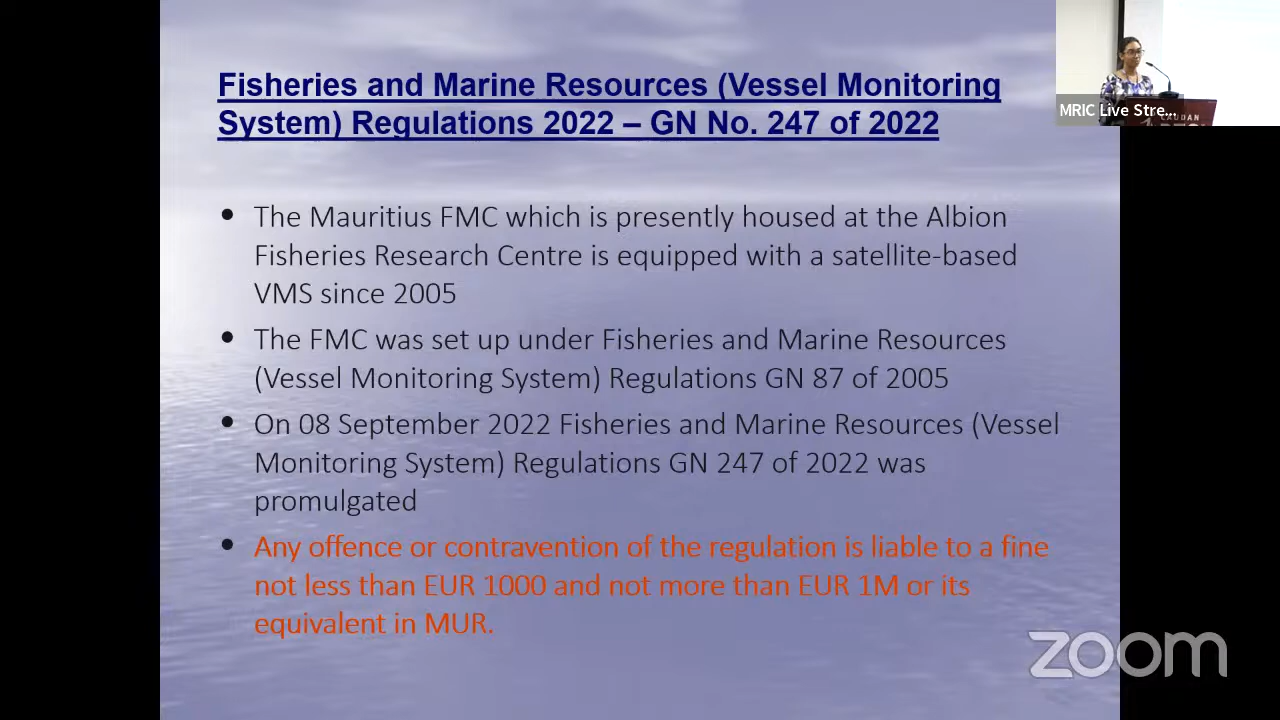 Fisheries and Marine Resources (Vessel Monitoring
System) Regulations 2022 – GN No. 247 of 2022
MRIC Live Stre...
CAUDAN
• The Mauritius FMC which is presently housed at the Albion
Fisheries Research Centre is equipped with a satellite-based
VMS since 2005
• The FMC was set up under Fisheries and Marine Resources
(Vessel Monitoring System) Regulations GN 87 of 2005
• On 08 September 2022 Fisheries and Marine Resources (Vessel
Monitoring System) Regulations GN 247 of 2022 was
promulgated
• Any offence or contravention of the regulation is liable to a fine
not less than EUR 1000 and not more than EUR 1M or its
equivalent in MUR.
zoom